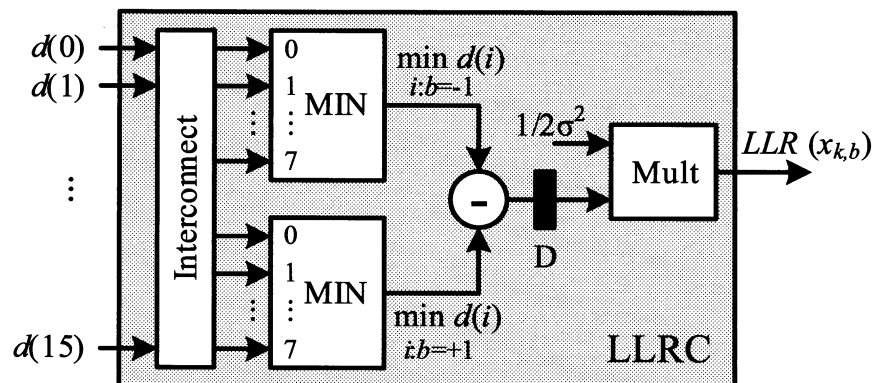 d(0)
d(1)
⋮
d(15)
Interconnect
0
1
⋮
7
MIN
min d(i)
i:b=-1
0
1
⋮
7
MIN
min d(i)
i:b=+1
-
D
1/2σ²
Mult
LLR (x_{k,b})
LLRC